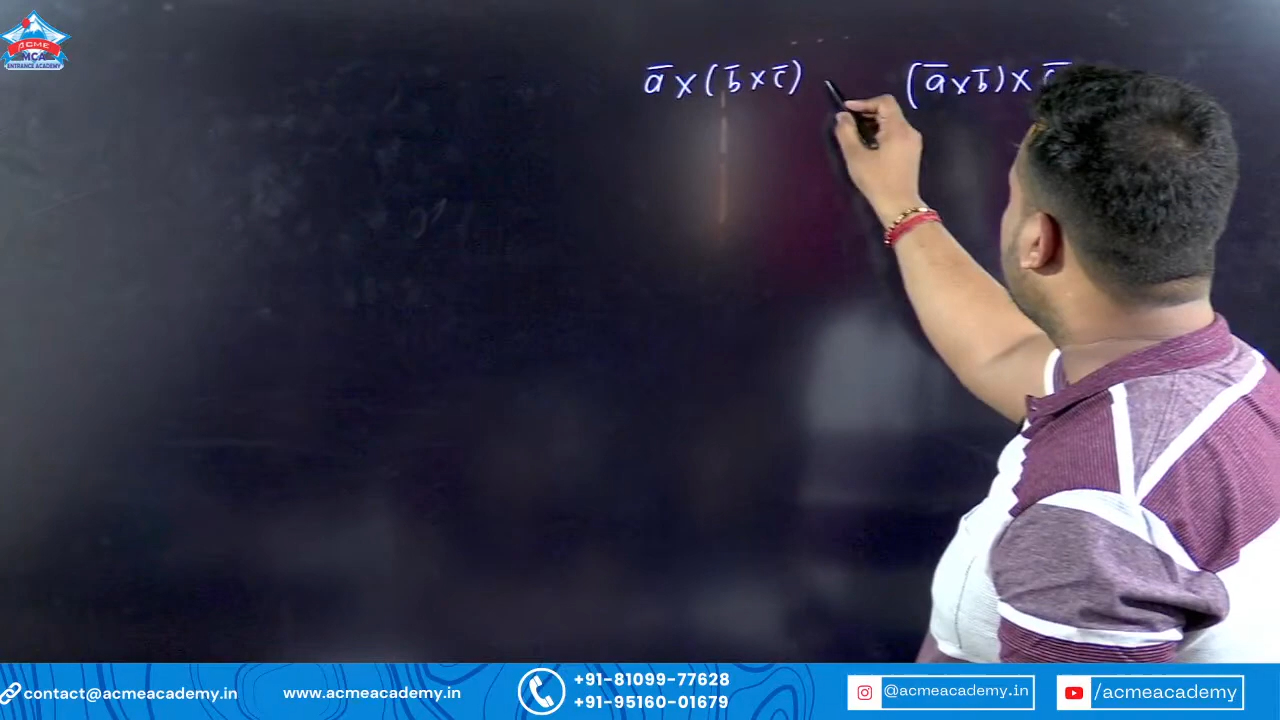 ACME
MCA
ENTRANCE ACADEMY
a̅ × (b̅ × c̅) (a̅ × b̅) × c̅
contact@acmeacademy.in
www.acmeacademy.in
+91-81099-77628
+91-95160-01679
@acmeacademy.in
/acmeacademy